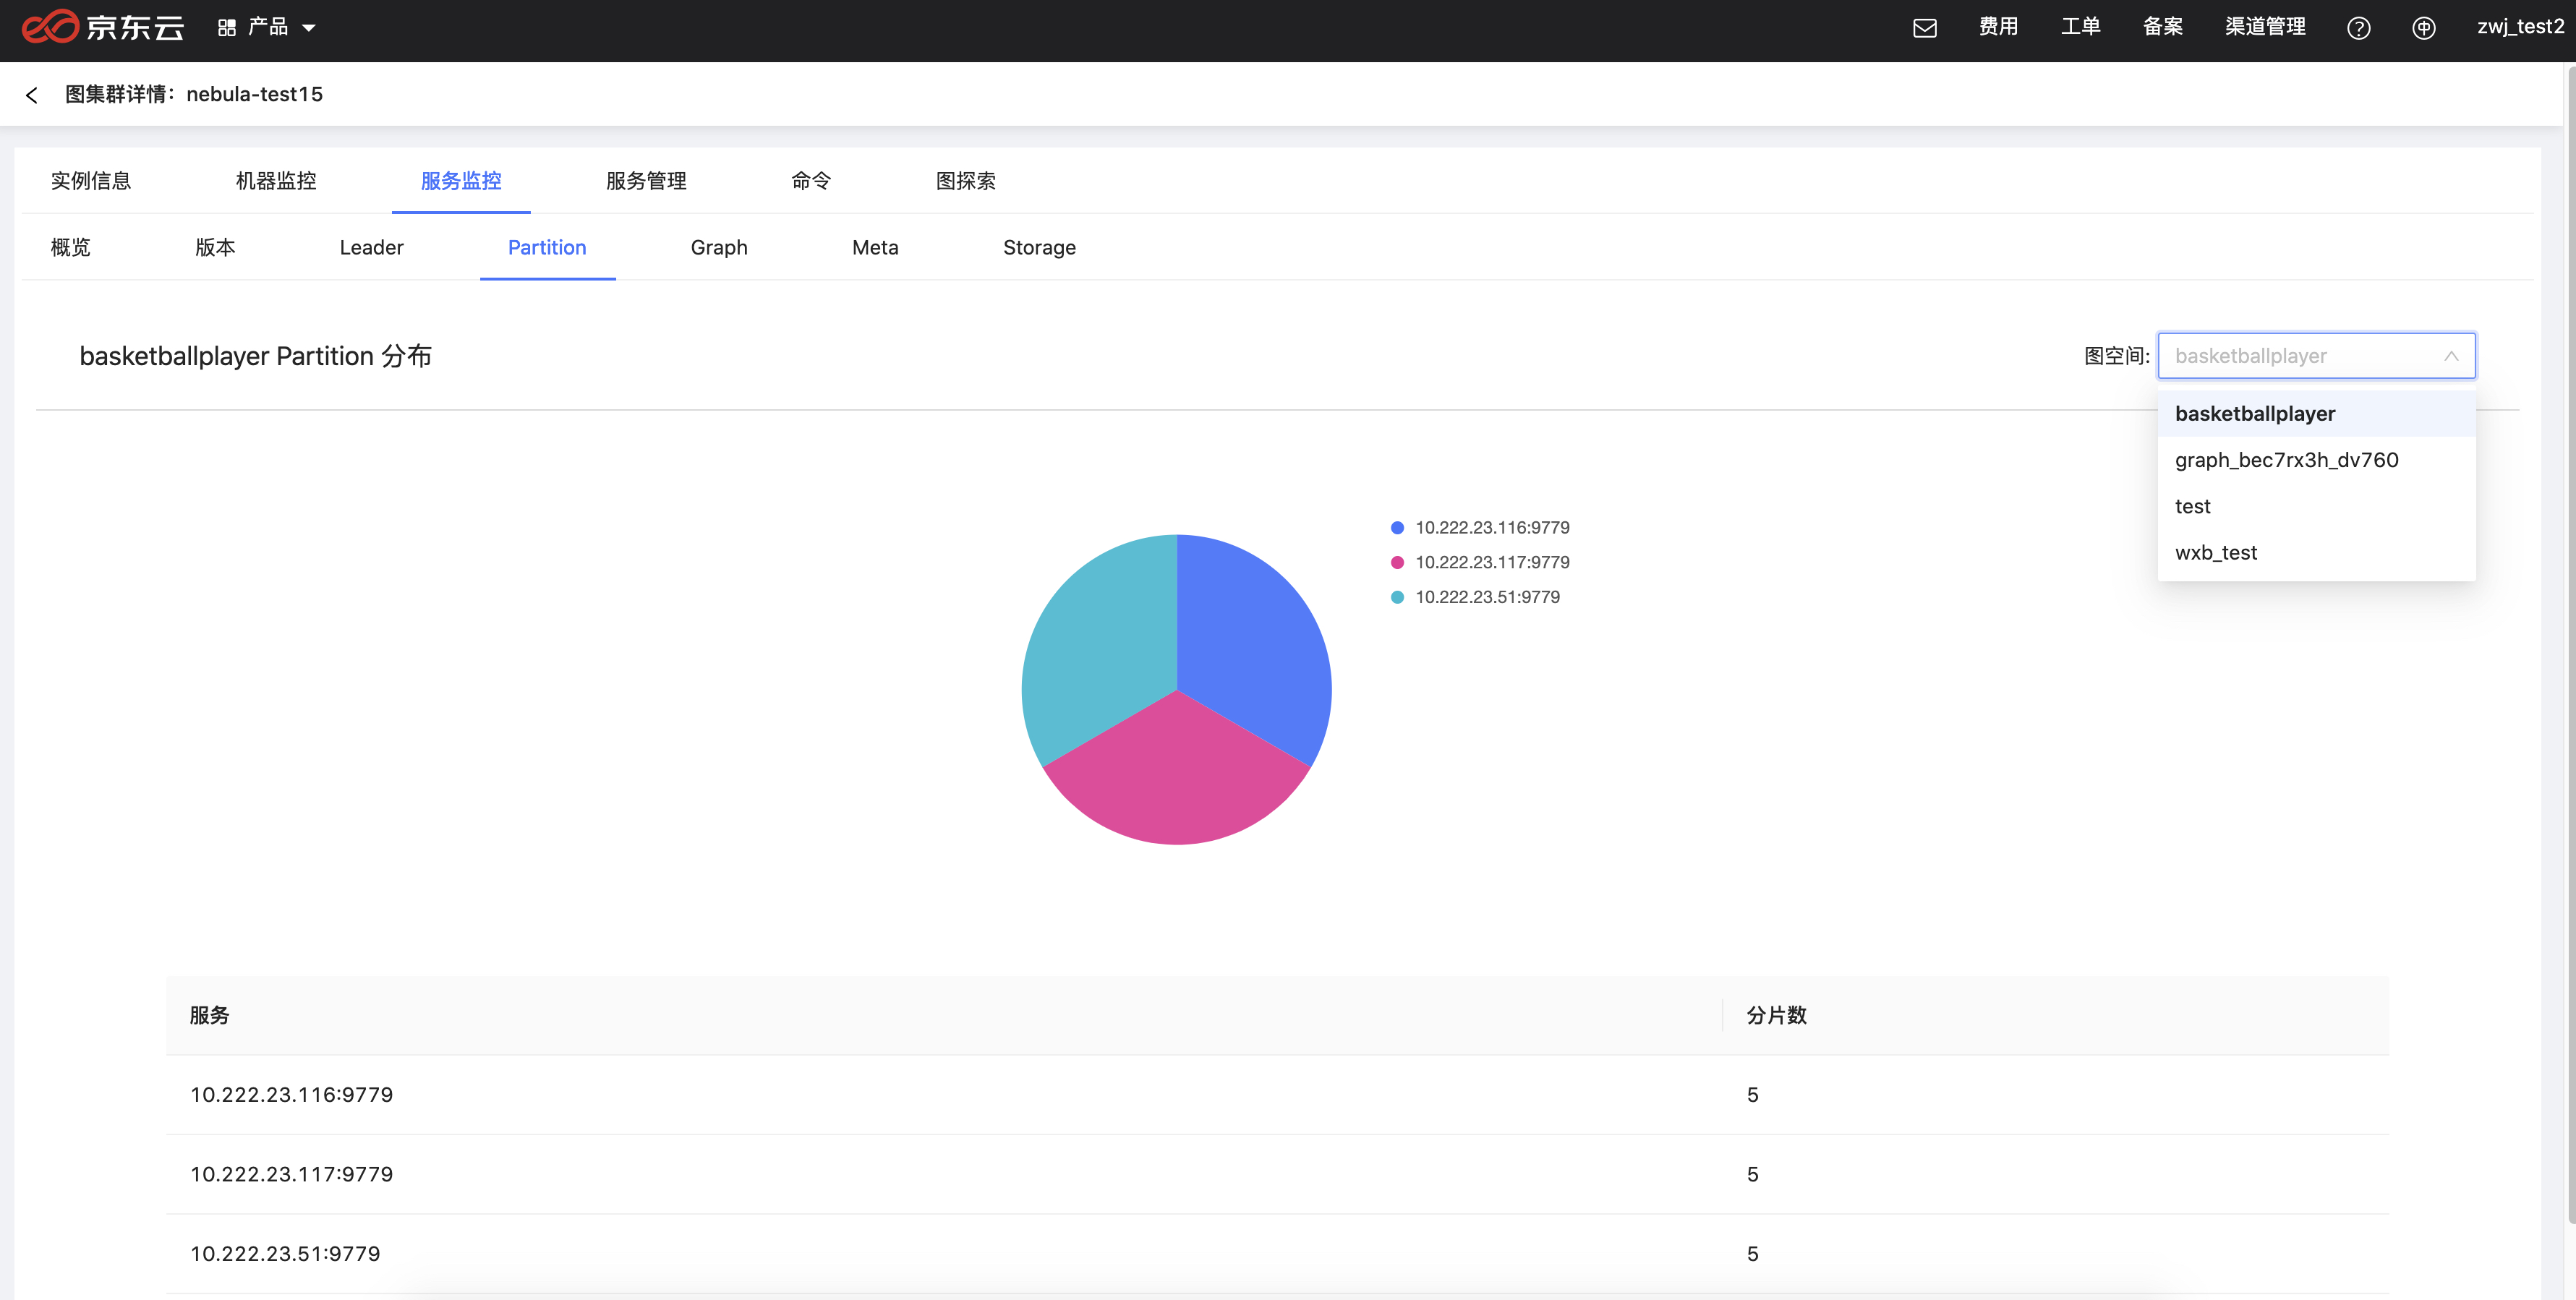 京东云 产品 费用 工单 备案 渠道管理 zwj_test2
图集群详情：nebula-test15
实例信息 机器监控 服务监控 服务管理 命令 图探索
概览 版本 Leader Partition Graph Meta Storage
basketballplayer Partition 分布
图空间: basketballplayer
basketballplayer
graph_bec7rx3h_dv760
test
wxb_test
10.222.23.116:9779
10.222.23.117:9779
10.222.23.51:9779
服务 分片数
10.222.23.116:9779 5
10.222.23.117:9779 5
10.222.23.51:9779 5